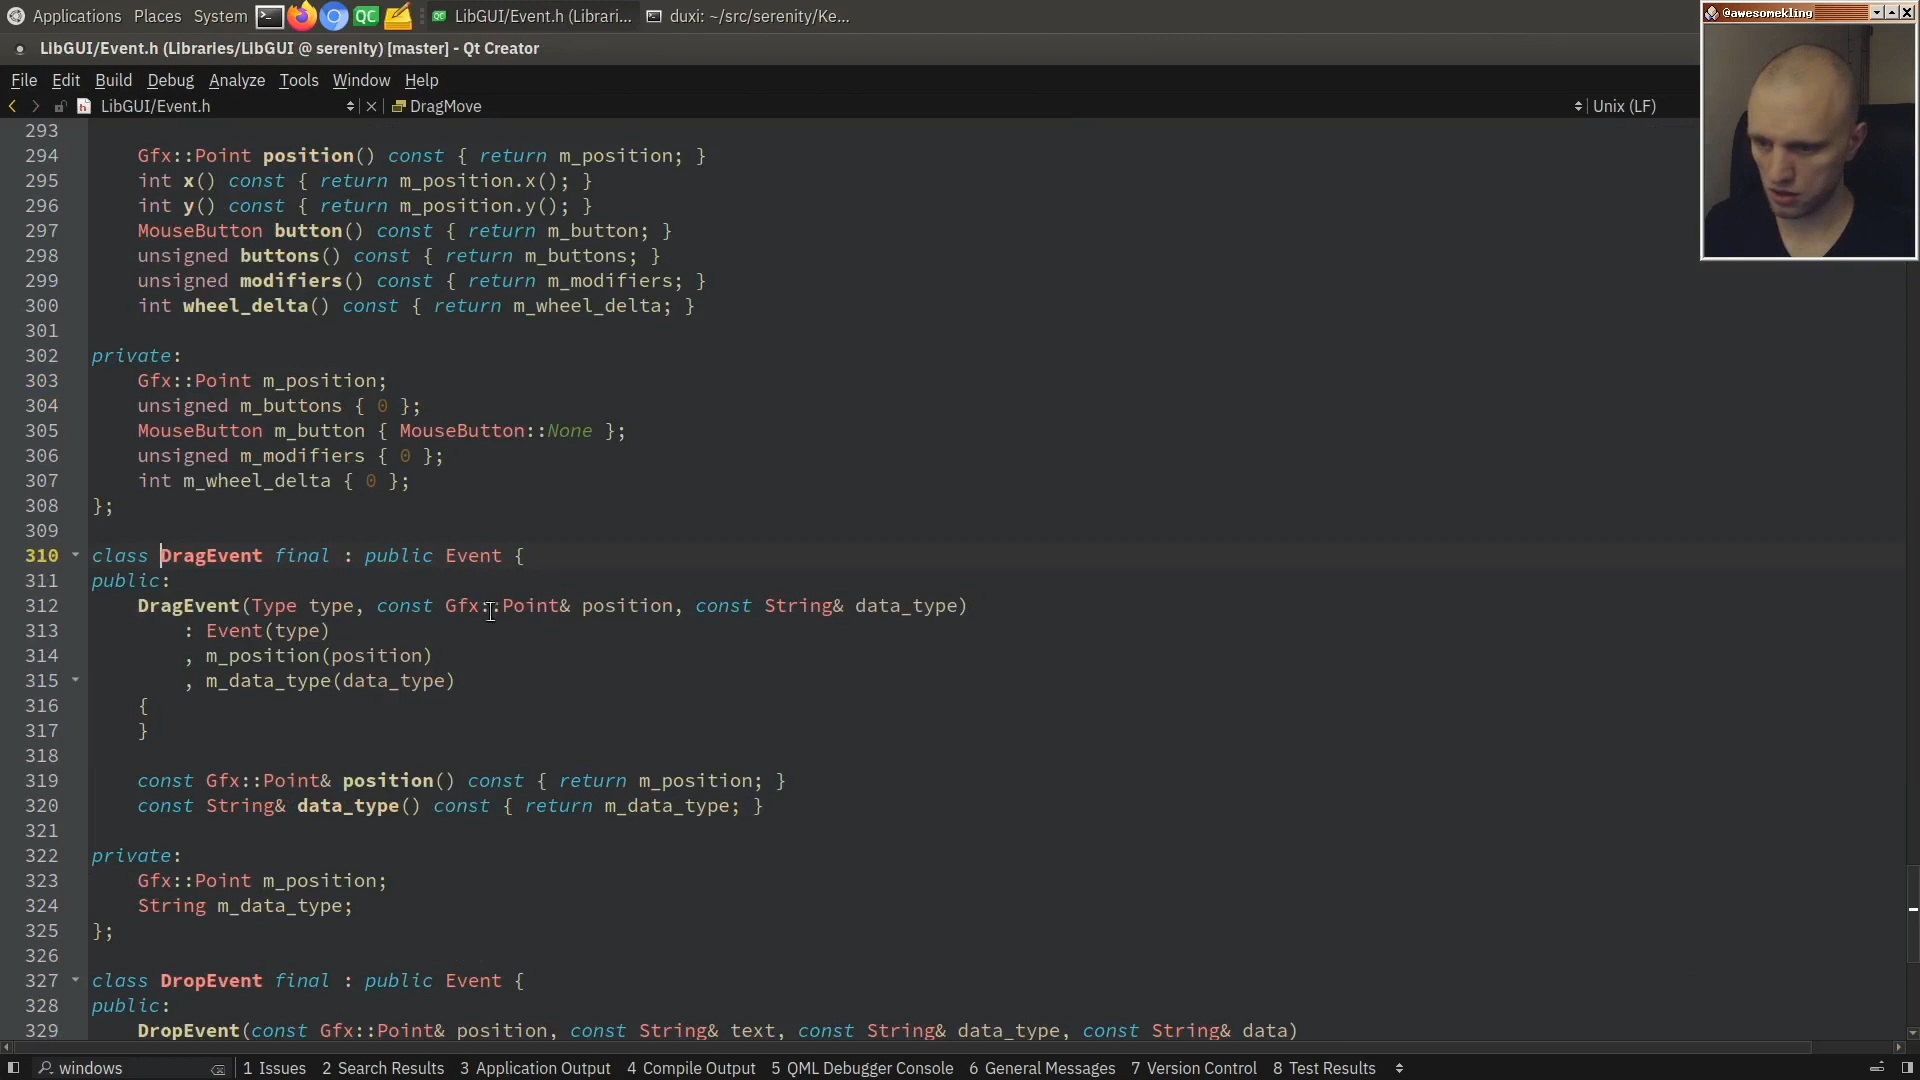 Applications Places System LibGUI/Event.h (Librari... duxi: ~/src/serenity/Ke...
@awesomekling
LibGUI/Event.h (Libraries/LibGUI @ serenity) [master] - Qt Creator
File Edit Build Debug Analyze Tools Window Help
LibGUI/Event.h DragMove Unix (LF)
293
294 Gfx::Point position() const { return m_position; }
295 int x() const { return m_position.x(); }
296 int y() const { return m_position.y(); }
297 MouseButton button() const { return m_button; }
298 unsigned buttons() const { return m_buttons; }
299 unsigned modifiers() const { return m_modifiers; }
300 int wheel_delta() const { return m_wheel_delta; }
301
302 private:
303 Gfx::Point m_position;
304 unsigned m_buttons { 0 };
305 MouseButton m_button { MouseButton::None };
306 unsigned m_modifiers { 0 };
307 int m_wheel_delta { 0 };
308 };
309
310 class DragEvent final : public Event {
311 public:
312 DragEvent(Type type, const Gfx::Point& position, const String& data_type)
313 : Event(type)
314 , m_position(position)
315 , m_data_type(data_type)
316 {
317 }
318
319 const Gfx::Point& position() const { return m_position; }
320 const String& data_type() const { return m_data_type; }
321
322 private:
323 Gfx::Point m_position;
324 String m_data_type;
325 };
326
327 class DropEvent final : public Event {
328 public:
329 DropEvent(const Gfx::Point& position, const String& text, const String& data_type, const String& data)
windows 1 Issues 2 Search Results 3 Application Output 4 Compile Output 5 QML Debugger Console 6 General Messages 7 Version Control 8 Test Results